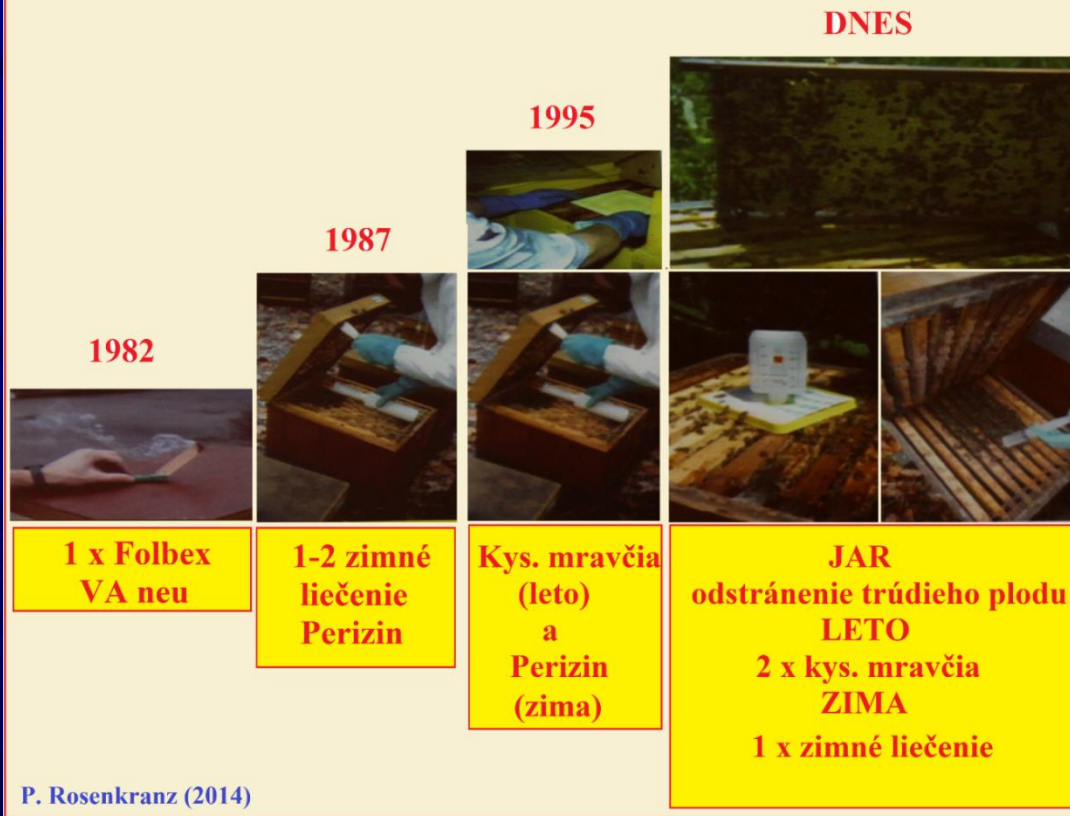 1982
1 x Folbex
VA neu
1987
1-2 zimné
liečenie
Perizin
1995
Kys. mravčia
(leto)
a
Perizin
(zima)
DNES
JAR
odstránenie trúdieho plodu
LETO
2 x kys. mravčia
ZIMA
1 x zimné liečenie
P. Rosenkranz (2014)